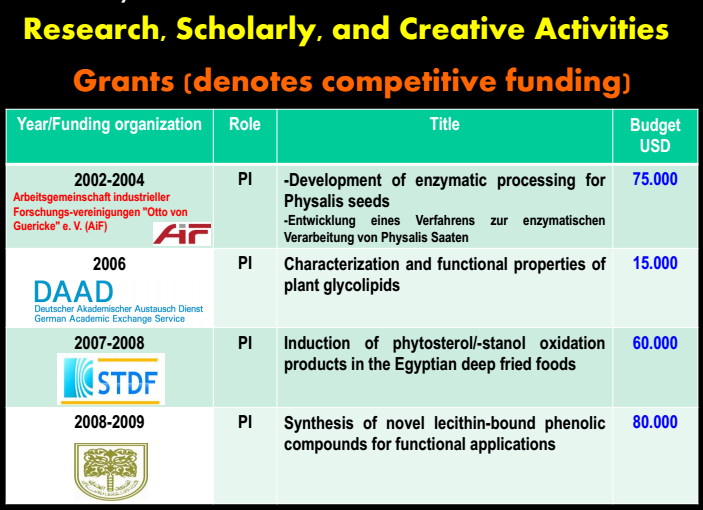 Research, Scholarly, and Creative Activities
Grants (denotes competitive funding)
Year/Funding organization Role Title Budget
USD
2002-2004 PI -Development of enzymatic processing for 75.000
Physalis seeds
-Entwicklung eines Verfahrens zur enzymatischen
Verarbeitung von Physalis Saaten
Arbeitsgemeinschaft industrieller
Forschungs-vereinigungen "Otto von
Guericke" e. V. (AiF)
AiF
2006 PI Characterization and functional properties of 15.000
plant glycolipids
DAAD
Deutscher Akademischer Austausch Dienst
German Academic Exchange Service
2007-2008 PI Induction of phytosterol/-stanol oxidation 60.000
products in the Egyptian deep fried foods
STDF
2008-2009 PI Synthesis of novel lecithin-bound phenolic 80.000
compounds for functional applications